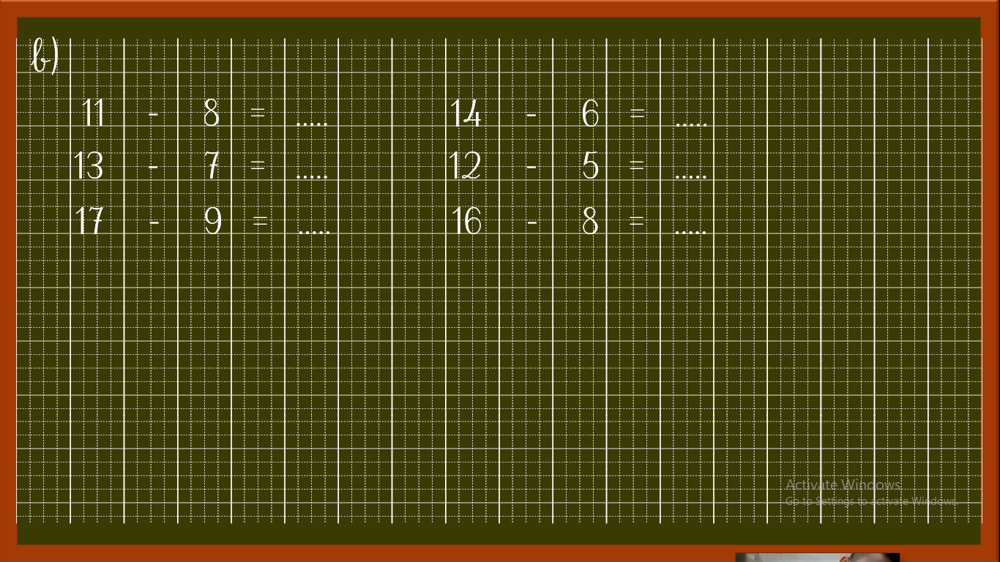 b)
11 - 8 = ..... 14 - 6 = .....
13 - 7 = ..... 12 - 5 = .....
17 - 9 = ..... 16 - 8 = .....
Activate Windows
Go to Settings to activate Windows.